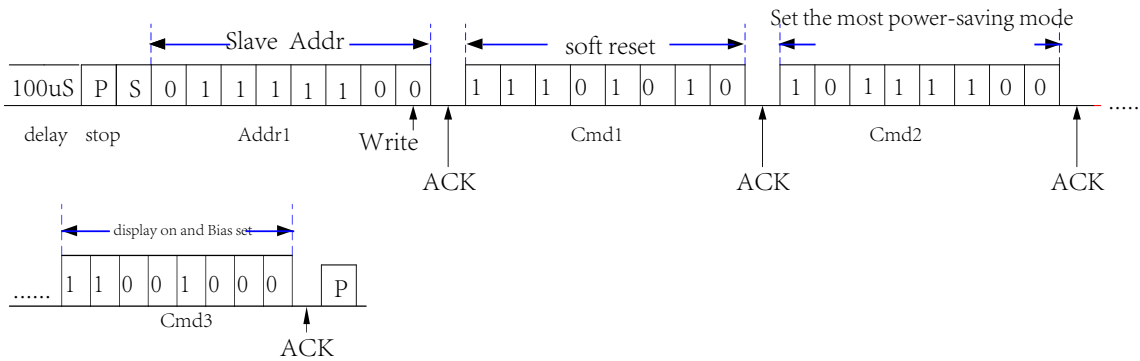 Slave Addr soft reset Set the most power-saving mode
100uS P S 0 1 1 1 1 1 0 0 1 1 1 0 1 0 1 0 1 0 1 1 1 1 0 0
delay stop Addr1 Write Cmd1 Cmd2 .....
ACK ACK ACK
display on and Bias set
...... 1 1 0 0 1 0 0 0 P
Cmd3
ACK